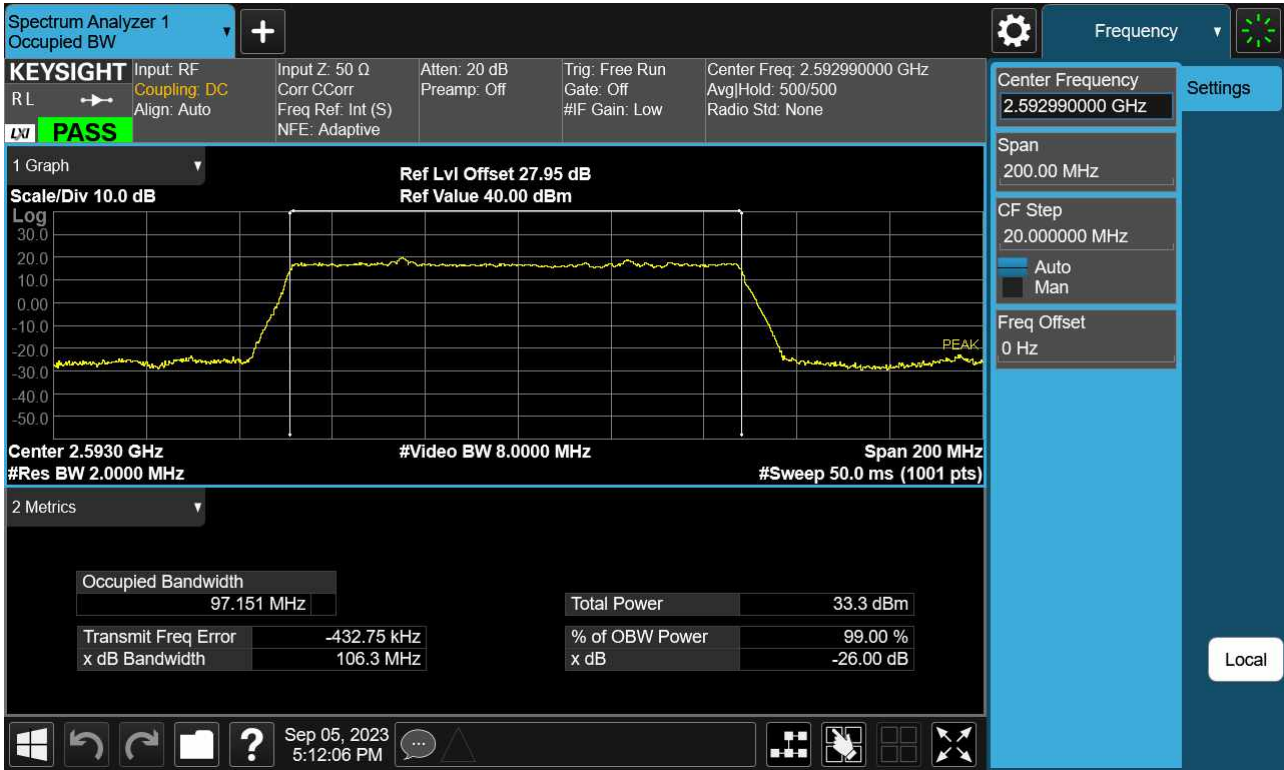 Spectrum Analyzer 1
Occupied BW
Frequency
KEYSIGHT
R L
LXI
PASS
Input: RF
Coupling: DC
Align: Auto
Input Z: 50 Ω
Corr CCorr
Freq Ref: Int (S)
NFE: Adaptive
Atten: 20 dB
Preamp: Off
Trig: Free Run
Gate: Off
#IF Gain: Low
Center Freq: 2.592990000 GHz
Avg|Hold: 500/500
Radio Std: None
Center Frequency
2.592990000 GHz
Settings
Span
200.00 MHz
CF Step
20.000000 MHz
Auto
Man
Freq Offset
0 Hz
1 Graph
Scale/Div 10.0 dB
Ref Lvl Offset 27.95 dB
Ref Value 40.00 dBm
Log
30.0
20.0
10.0
0.00
-10.0
-20.0
-30.0
-40.0
-50.0
PEAK
Center 2.5930 GHz
#Res BW 2.0000 MHz
#Video BW 8.0000 MHz
Span 200 MHz
#Sweep 50.0 ms (1001 pts)
2 Metrics
Occupied Bandwidth
97.151 MHz
Total Power 33.3 dBm
Transmit Freq Error -432.75 kHz
% of OBW Power 99.00 %
x dB Bandwidth 106.3 MHz
x dB -26.00 dB
Local
?
Sep 05, 2023
5:12:06 PM